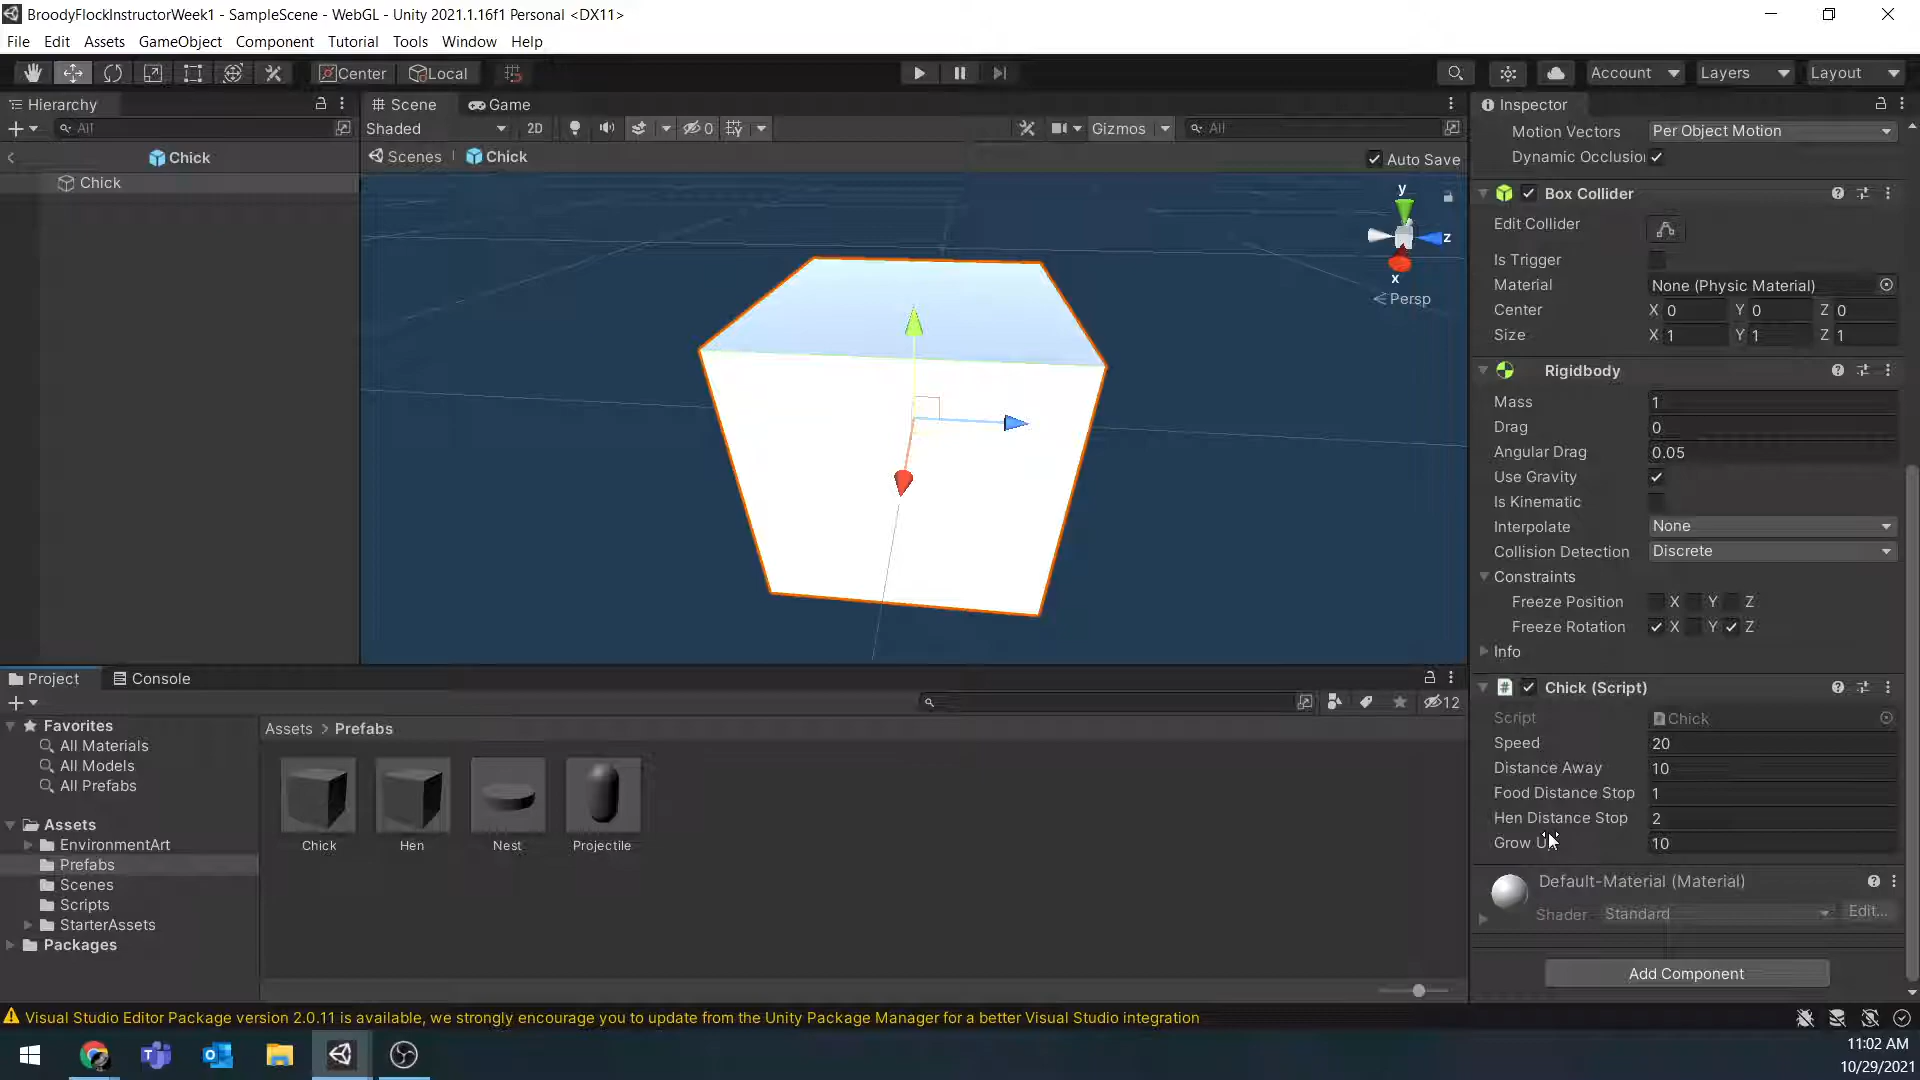 BroodyFlockInstructorWeek1 - SampleScene - WebGL - Unity 2021.1.16f1 Personal <DX11>
File Edit Assets GameObject Component Tutorial Tools Window Help
Center Local Account Layers Layout
Hierarchy Scene Game Inspector
All Shaded 2D 0 Gizmos All
Motion Vectors Per Object Motion
Chick Scenes Chick Auto Save
Dynamic Occlusion
Chick
y
z
x
Persp
Box Collider
Edit Collider
Is Trigger
Material None (Physic Material)
Center X 0 Y 0 Z 0
Size X 1 Y 1 Z 1
Rigidbody
Mass 1
Drag 0
Angular Drag 0.05
Use Gravity
Is Kinematic
Interpolate None
Collision Detection Discrete
Constraints
Freeze Position X Y Z
Freeze Rotation X Y Z
Info
Chick (Script)
Script Chick
Speed 20
Distance Away 10
Food Distance Stop 1
Hen Distance Stop 2
Grow 10
Default-Material (Material)
Shader Standard Edit...
Add Component
Project Console
12
Favorites
All Materials
All Models
All Prefabs
Assets
EnvironmentArt
Prefabs
Scenes
Scripts
StarterAssets
Packages
Assets > Prefabs
Chick Hen Nest Projectile
Visual Studio Editor Package version 2.0.11 is available, we strongly encourage you to update from the Unity Package Manager for a better Visual Studio integration
11:02 AM
10/29/2021